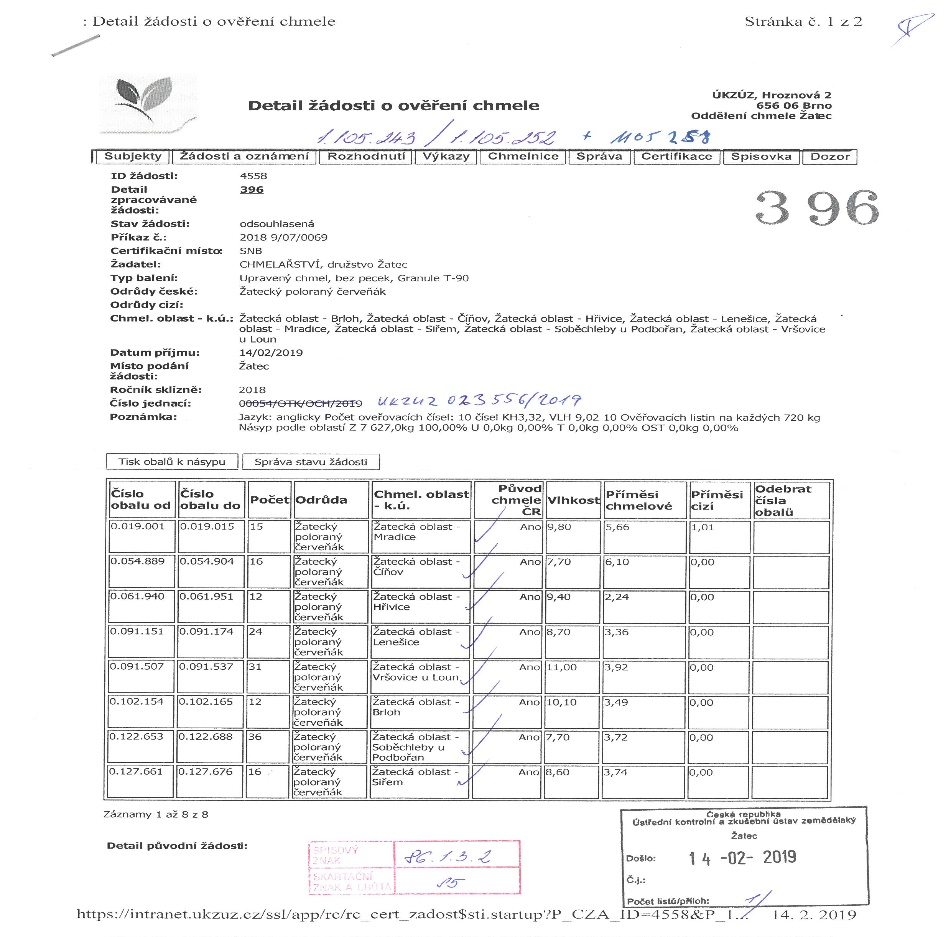 : Detail žádosti o ověření chmele Stránka č. 1 z 2
ÚKZÚZ, Hroznová 2
Detail žádosti o ověření chmele 656 06 Brno
Oddělení chmele Žatec
1.105.243 / 1.105.252 + 1105 258
Subjekty Žádosti a oznámení Rozhodnutí Výkazy Chmelnice Správa Certifikace Spisovka Dozor
ID žádosti: 4558
Detail zpracovávané žádosti: 396
396
Stav žádosti: odsouhlasená
Příkaz č.: 2018 9/07/0069
Certifikační místo: SNB
Žadatel: CHMELAŘSTVÍ, družstvo Žatec
Typ balení: Upravený chmel, bez pecek, Granule T-90
Odrůdy české: Žatecký poloraný červeňák
Odrůdy cizí:
Chmel. oblast - k.ú.: Žatecká oblast - Brloh, Žatecká oblast - Číňov, Žatecká oblast - Hřivice, Žatecká oblast - Lenešice, Žatecká
oblast - Mradice, Žatecká oblast - Siřem, Žatecká oblast - Soběchleby u Podbořan, Žatecká oblast - Vršovice
u Loun
Datum příjmu: 14/02/2019
Místo podání žádosti: Žatec
Ročník sklizně: 2018
Číslo jednací: 00054/OTK/OCH/2019 UKZUZ 023556/2019
Poznámka: Jazyk: anglicky Počet oveřovacích čísel: 10 čísel KH3,32, VLH 9,02 10 Ověřovacích listin na každých 720 kg
Násyp podle oblastí Z 7 627,0kg 100,00% U 0,0kg 0,00% T 0,0kg 0,00% OST 0,0kg 0,00%
Tisk obalů k násypu Správa stavu žádosti
Číslo obalu od Číslo obalu do Počet Odrůda Chmel. oblast - k.ú. Původ chmele ČR Vlhkost Příměsi chmelové Příměsi cizí Odebrat čísla obalů
0.019.001 0.019.015 15 Žatecký poloraný červeňák Žatecká oblast - Mradice Ano 9,80 5,66 1,01
0.054.889 0.054.904 16 Žatecký poloraný červeňák Žatecká oblast - Číňov Ano 7,70 6,10 0,00
0.061.940 0.061.951 12 Žatecký poloraný červeňák Žatecká oblast - Hřivice Ano 9,40 2,24 0,00
0.091.151 0.091.174 24 Žatecký poloraný červeňák Žatecká oblast - Lenešice Ano 8,70 3,36 0,00
0.091.507 0.091.537 31 Žatecký poloraný červeňák Žatecká oblast - Vršovice u Loun Ano 11,00 3,92 0,00
0.102.154 0.102.165 12 Žatecký poloraný červeňák Žatecká oblast - Brloh Ano 10,10 3,49 0,00
0.122.653 0.122.688 36 Žatecký poloraný červeňák Žatecká oblast - Soběchleby u Podbořan Ano 7,70 3,72 0,00
0.127.661 0.127.676 16 Žatecký poloraný červeňák Žatecká oblast - Siřem Ano 8,60 3,74 0,00
Záznamy 1 až 8 z 8
Česká republika
Ústřední kontrolní a zkušební ústav zemědělský
Žatec
Došlo: 14 -02- 2019
Č.j.:
Počet listů/příloh: 1/
Detail původní žádosti:
SPISOVÝ ZNAK 86.1.3.2
SKARTAČNÍ ZNAK A LHŮTA
https://intranet.ukzuz.cz/ssl/app/rc/rc_cert_zadost$sti.startup?P_CZA_ID=4558&P_I... 14. 2. 2019